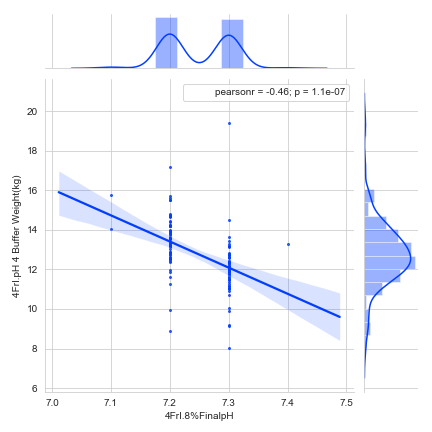 pearsonr = -0.46; p = 1.1e-07
20
18
16
14
12
10
8
6
4Frl.pH 4 Buffer Weight(kg)
7.0 7.1 7.2 7.3 7.4 7.5
4Frl.8%FinalpH